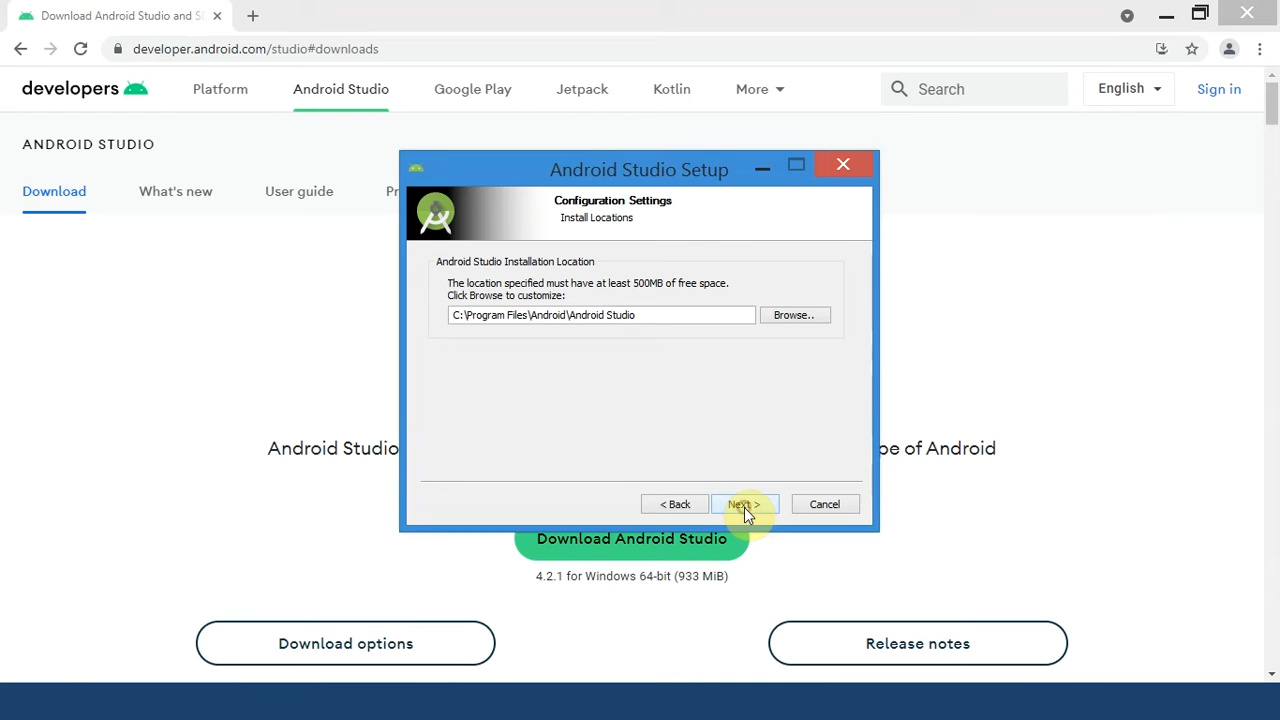 Download Android Studio and S
developer.android.com/studio#downloads
developers
Platform
Android Studio
Google Play
Jetpack
Kotlin
More
Search
English
Sign in
ANDROID STUDIO
Download
What's new
User guide
Pr
Android Studio Setup
Configuration Settings
Install Locations
Android Studio Installation Location
The location specified must have at least 500MB of free space.
Click Browse to customize:
C:\Program Files\Android\Android Studio
Browse..
Android Studio
pe of Android
< Back
Next >
Cancel
Download Android Studio
4.2.1 for Windows 64-bit (933 MiB)
Download options
Release notes